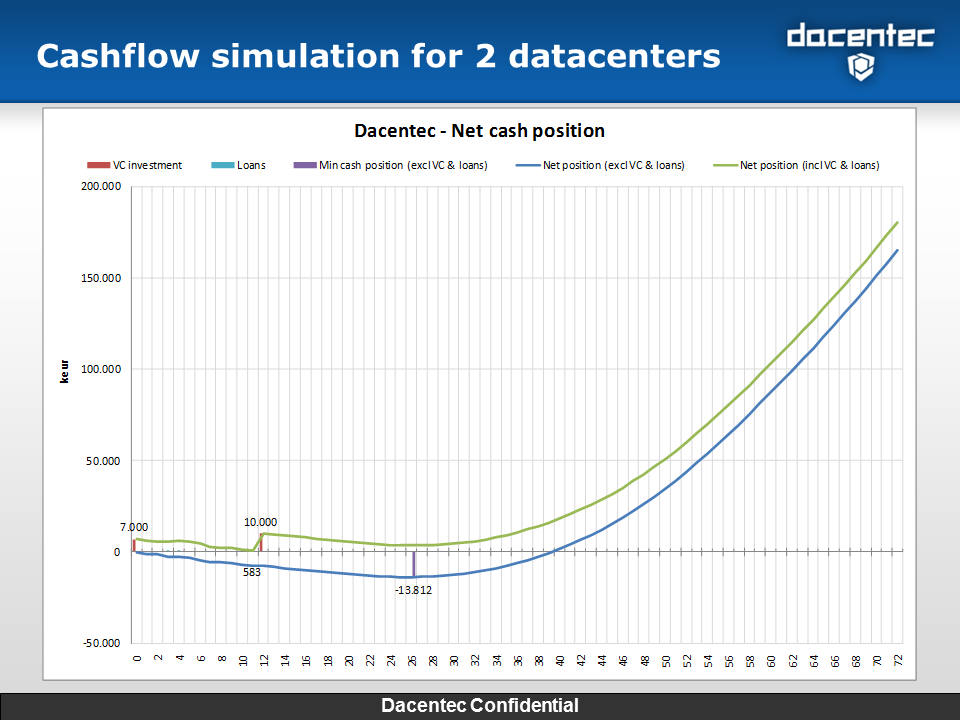 Cashflow simulation for 2 datacenters
dacentec
Dacentec - Net cash position
VC investment Loans Min cash position (excl VC & loans) Net position (excl VC & loans) Net position (incl VC & loans)
200.000
150.000
100.000
50.000
0
-50.000
keur
7.000
10.000
583
-13.812
0 2 4 6 8 10 12 14 16 18 20 22 24 26 28 30 32 34 36 38 40 42 44 46 48 50 52 54 56 58 60 62 64 66 68 70 72
Dacentec Confidential